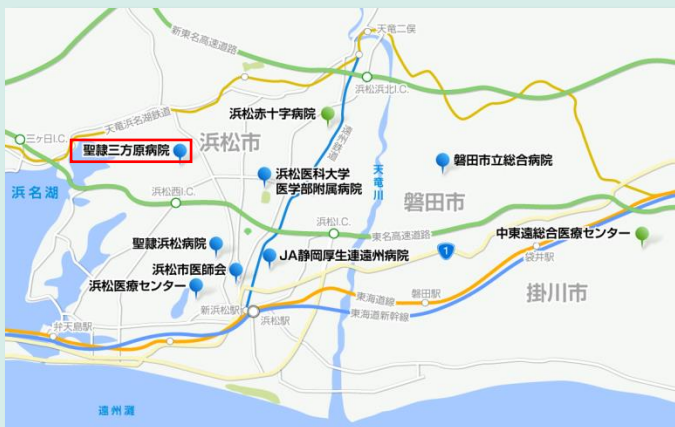 天竜二俣
新東名高速道路
浜松浜北I.C.
浜松赤十字病院
天竜浜名湖鉄道
三ヶ日I.C.
浜松市
遠州鉄道
聖隷三方原病院
磐田市立総合病院
浜松医科大学
医学部附属病院
天竜川
浜名湖
浜松西I.C.
磐田市
浜松I.C.
東名高速道路
中東遠総合医療センター
聖隷浜松病院
1
JA静岡厚生連遠州病院
袋井駅
浜松市医師会
浜松医療センター
掛川市
磐田駅
東海道線
新浜松駅
東海道新幹線
浜松駅
弁天島駅
遠州灘